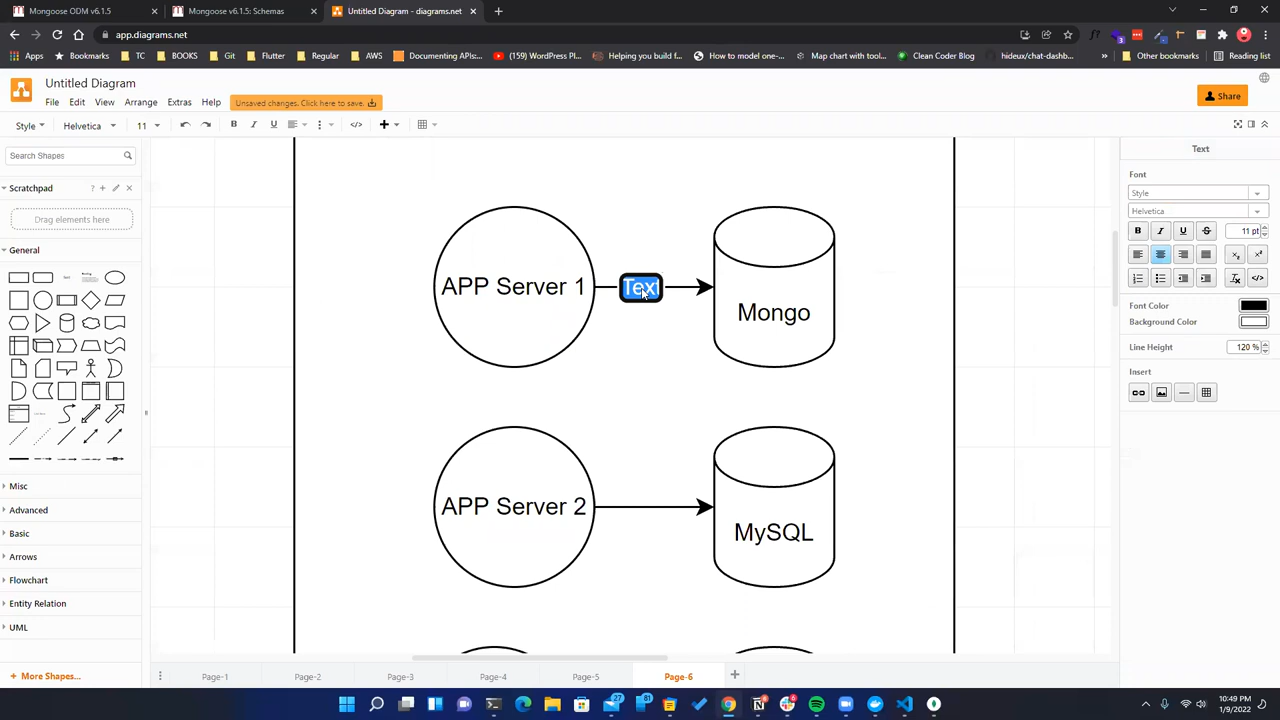 Mongoose ODM v6.1.5
Mongoose v6.1.5: Schemas
Untitled Diagram - diagrams.net
app.diagrams.net
Apps
Bookmarks
TC
BOOKS
Git
Flutter
Regular
AWS
Documenting APIs:...
(159) WordPress Pl...
Helping you build f...
How to model one-...
Map chart with tool...
Clean Coder Blog
hideux/chat-dashb...
Other bookmarks
Reading list
Untitled Diagram
File Edit View Arrange Extras Help
Unsaved changes. Click here to save.
Share
Style
Helvetica
11
Search Shapes
Scratchpad
Drag elements here
General
Misc
Advanced
Basic
Arrows
Flowchart
Entity Relation
UML
More Shapes...
APP Server 1
Text
Mongo
APP Server 2
MySQL
Text
Font
Style
Helvetica
11 pt
Font Color
Background Color
Line Height
120 %
Insert
Page-1
Page-2
Page-3
Page-4
Page-5
Page-6
27
81
10:49 PM
1/9/2022